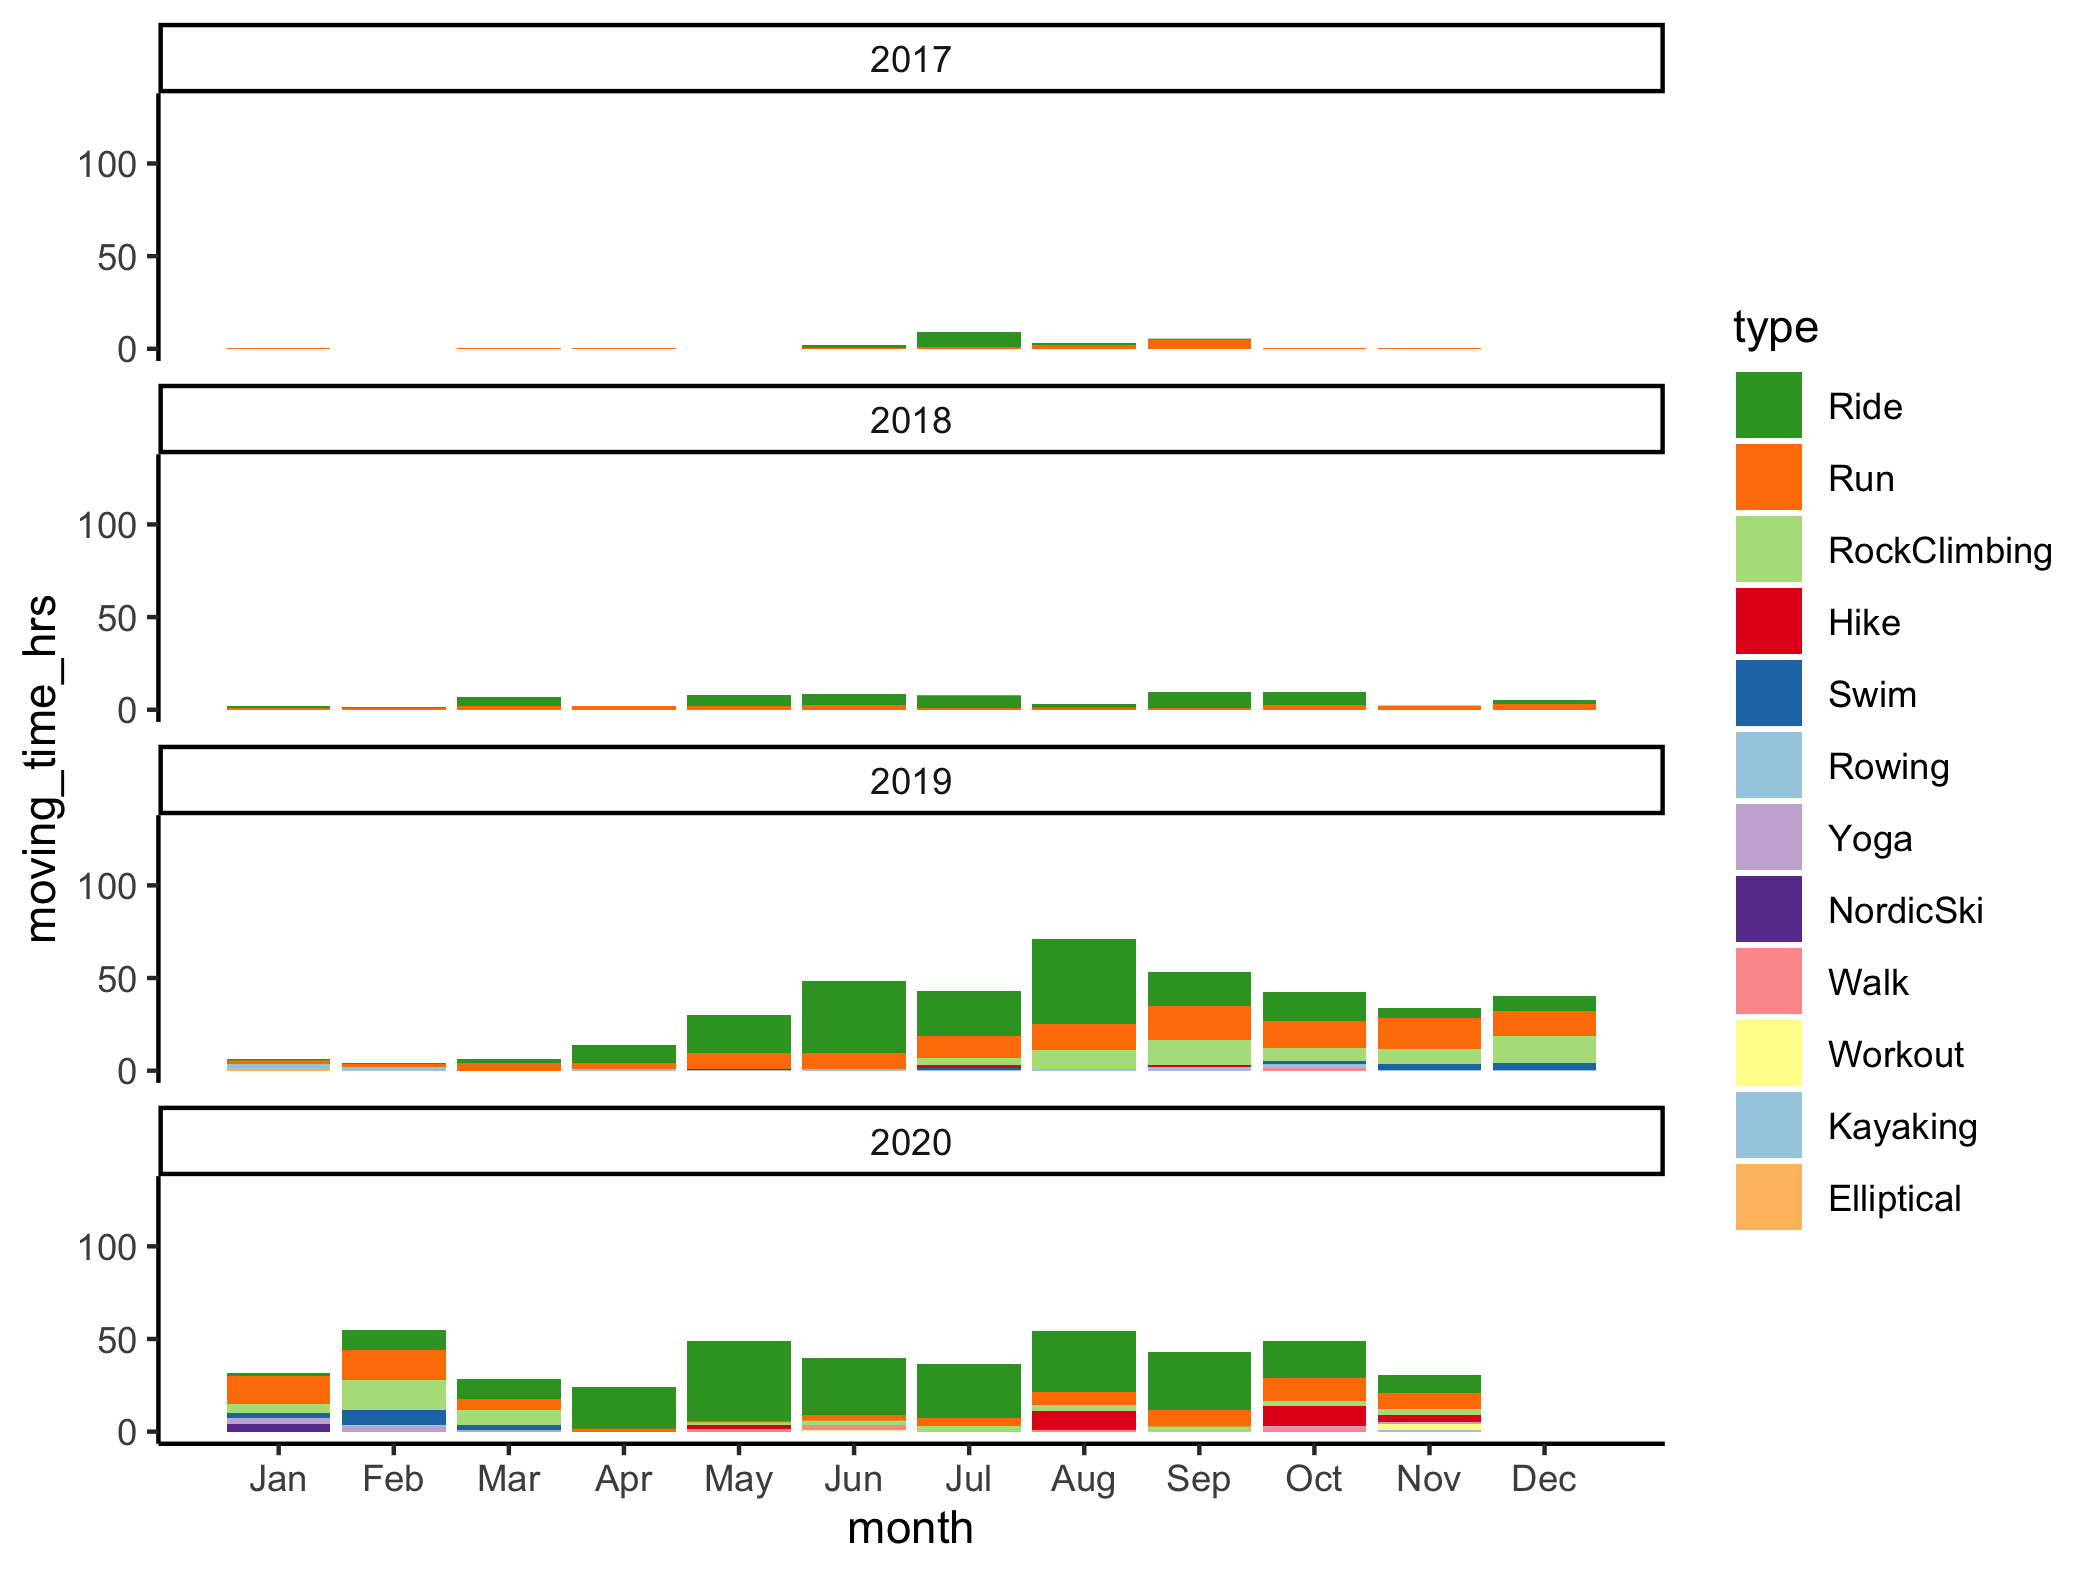 2017
100
50
0
2018
100
50
0
2019
100
50
0
2020
100
50
0
Jan Feb Mar Apr May Jun Jul Aug Sep Oct Nov Dec
month
moving_time_hrs
type
Ride
Run
RockClimbing
Hike
Swim
Rowing
Yoga
NordicSki
Walk
Workout
Kayaking
Elliptical